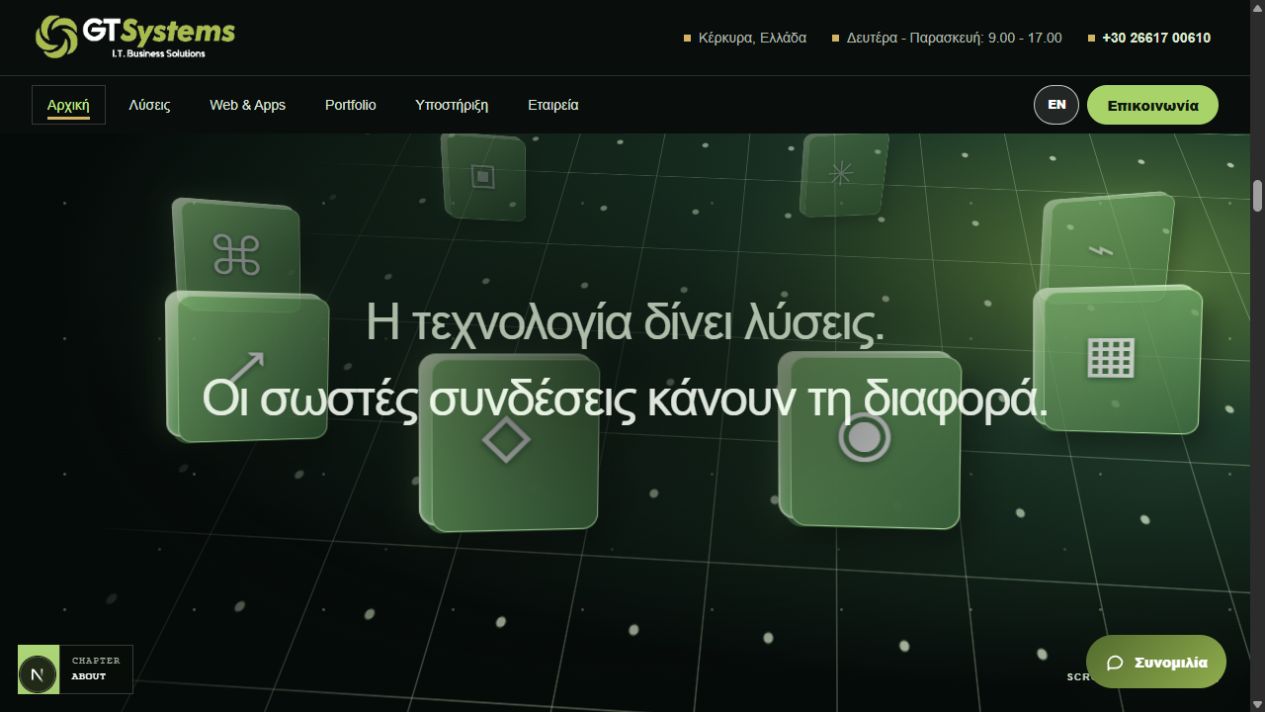 GTSystems
I.T. Business Solutions
Κέρκυρα, Ελλάδα
Δευτέρα - Παρασκευή: 9.00 - 17.00
+30 26617 00610
Αρχική
Λύσεις
Web & Apps
Portfolio
Υποστήριξη
Εταιρεία
EN
Επικοινωνία
Η τεχνολογία δίνει λύσεις.
Οι σωστές συνδέσεις κάνουν τη διαφορά.
N
CHAPTER
ABOUT
Συνομιλία